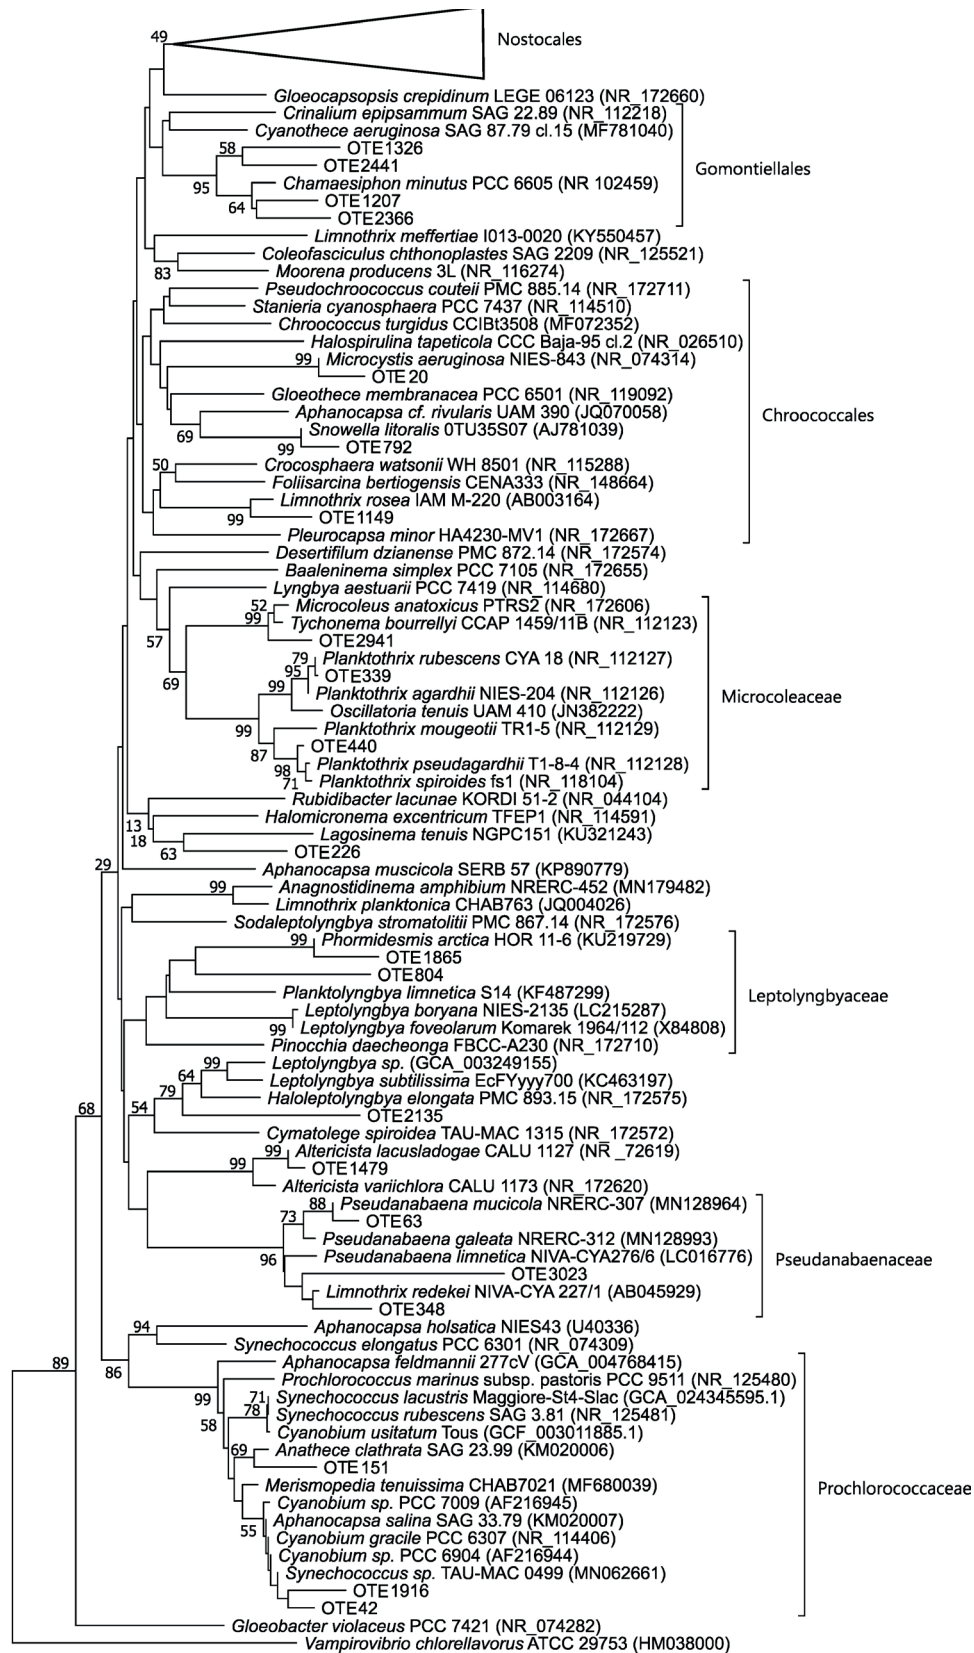 49
Nostocales
Gloeocapsopsis crepidinum LEGE 06123 (NR_172660)
Crinalium epipsammum SAG 22.89 (NR_112218)
Cyanothece aeruginosa SAG 87.79 cl.15 (MF781040)
58 OTE1326
OTE2441
Gomontiellales
95
Chamaesiphon minutus PCC 6605 (NR 102459)
OTE1207
64
OTE2366
Limnothrix meffertiae I013-0020 (KY550457)
Coleofasciculus chthonoplastes SAG 2209 (NR_125521)
83 Moorena producens 3L (NR_116274)
Pseudochroococcus couteii PMC 885.14 (NR_172711)
Stanieria cyanosphaera PCC 7437 (NR_114510)
Chroococcus turgidus CCIBt3508 (MF072352)
Halospirulina tapeticola CCC Baja-95 cl.2 (NR_026510)
99 Microcystis aeruginosa NIES-843 (NR_074314)
OTE20
Gloeothece membranacea PCC 6501 (NR_119092)
Aphanocapsa cf. rivularis UAM 390 (JQ070058)
Chroococcales
69 Snowella litoralis 0TU35S07 (AJ781039)
99 OTE792
50 Crocosphaera watsonii WH 8501 (NR_115288)
Foliisarcina bertiogensis CENA333 (NR_148664)
Limnothrix rosea IAM M-220 (AB003164)
99 OTE1149
Pleurocapsa minor HA4230-MV1 (NR_172667)
Desertifilum dzianense PMC 872.14 (NR_172574)
Baaleninema simplex PCC 7105 (NR_172655)
Lyngbya aestuarii PCC 7419 (NR_114680)
52 Microcoleus anatoxicus PTRS2 (NR_172606)
99 Tychonema bourrellyi CCAP 1459/11B (NR_112123)
57 OTE2941
79 Planktothrix rubescens CYA 18 (NR_112127)
95 OTE339
69 99 Planktothrix agardhii NIES-204 (NR_112126)
Microcoleaceae
Oscillatoria tenuis UAM 410 (JN382222)
99 Planktothrix mougeotii TR1-5 (NR_112129)
87 OTE440
98 Planktothrix pseudagardhii T1-8-4 (NR_112128)
71 Planktothrix spiroides fs1 (NR_118104)
Rubidibacter lacunae KORDI 51-2 (NR_044104)
13 Halomicronema excentricum TFEP1 (NR_114591)
18 Lagosinema tenuis NGPC151 (KU321243)
63 OTE226
29 Aphanocapsa muscicola SERB 57 (KP890779)
99 Anagnostidinema amphibium NRERC-452 (MN179482)
Limnothrix planktonica CHAB763 (JQ004026)
Sodaleptolyngbya stromatolitii PMC 867.14 (NR_172576)
99 Phormidesmis arctica HOR 11-6 (KU219729)
OTE1865
OTE804
Planktolyngbya limnetica S14 (KF487299)
Leptolyngbyaceae
Leptolyngbya boryana NIES-2135 (LC215287)
99 Leptolyngbya foveolarum Komarek 1964/112 (X84808)
Pinocchia daecheonga FBCC-A230 (NR_172710)
99 Leptolyngbya sp. (GCA_003249155)
64 Leptolyngbya subtilissima EcFYyyy700 (KC463197)
79 Haloleptolyngbya elongata PMC 893.15 (NR_172575)
68 54 OTE2135
Cymatolege spiroidea TAU-MAC 1315 (NR_172572)
99 Altericista lacusladogae CALU 1127 (NR _72619)
99 OTE1479
Altericista variichlora CALU 1173 (NR_172620)
88 Pseudanabaena mucicola NRERC-307 (MN128964)
73 OTE63
Pseudanabaena galeata NRERC-312 (MN128993)
96 Pseudanabaena limnetica NIVA-CYA276/6 (LC016776)
Pseudanabaenaceae
OTE3023
Limnothrix redekei NIVA-CYA 227/1 (AB045929)
OTE348
94 Aphanocapsa holsatica NIES43 (U40336)
Synechococcus elongatus PCC 6301 (NR_074309)
89 86 Aphanocapsa feldmannii 277cV (GCA_004768415)
Prochlorococcus marinus subsp. pastoris PCC 9511 (NR_125480)
99 71 Synechococcus lacustris Maggiore-St4-Slac (GCA_024345595.1)
58 78 Synechococcus rubescens SAG 3.81 (NR_125481)
Cyanobium usitatum Tous (GCF_003011885.1)
69 Anathece clathrata SAG 23.99 (KM020006)
OTE151
Merismopedia tenuissima CHAB7021 (MF680039)
Prochlorococcaceae
Cyanobium sp. PCC 7009 (AF216945)
55 Aphanocapsa salina SAG 33.79 (KM020007)
Cyanobium gracile PCC 6307 (NR_114406)
Cyanobium sp. PCC 6904 (AF216944)
Synechococcus sp. TAU-MAC 0499 (MN062661)
OTE1916
OTE42
Gloeobacter violaceus PCC 7421 (NR_074282)
Vampirovibrio chlorellavorus ATCC 29753 (HM038000)